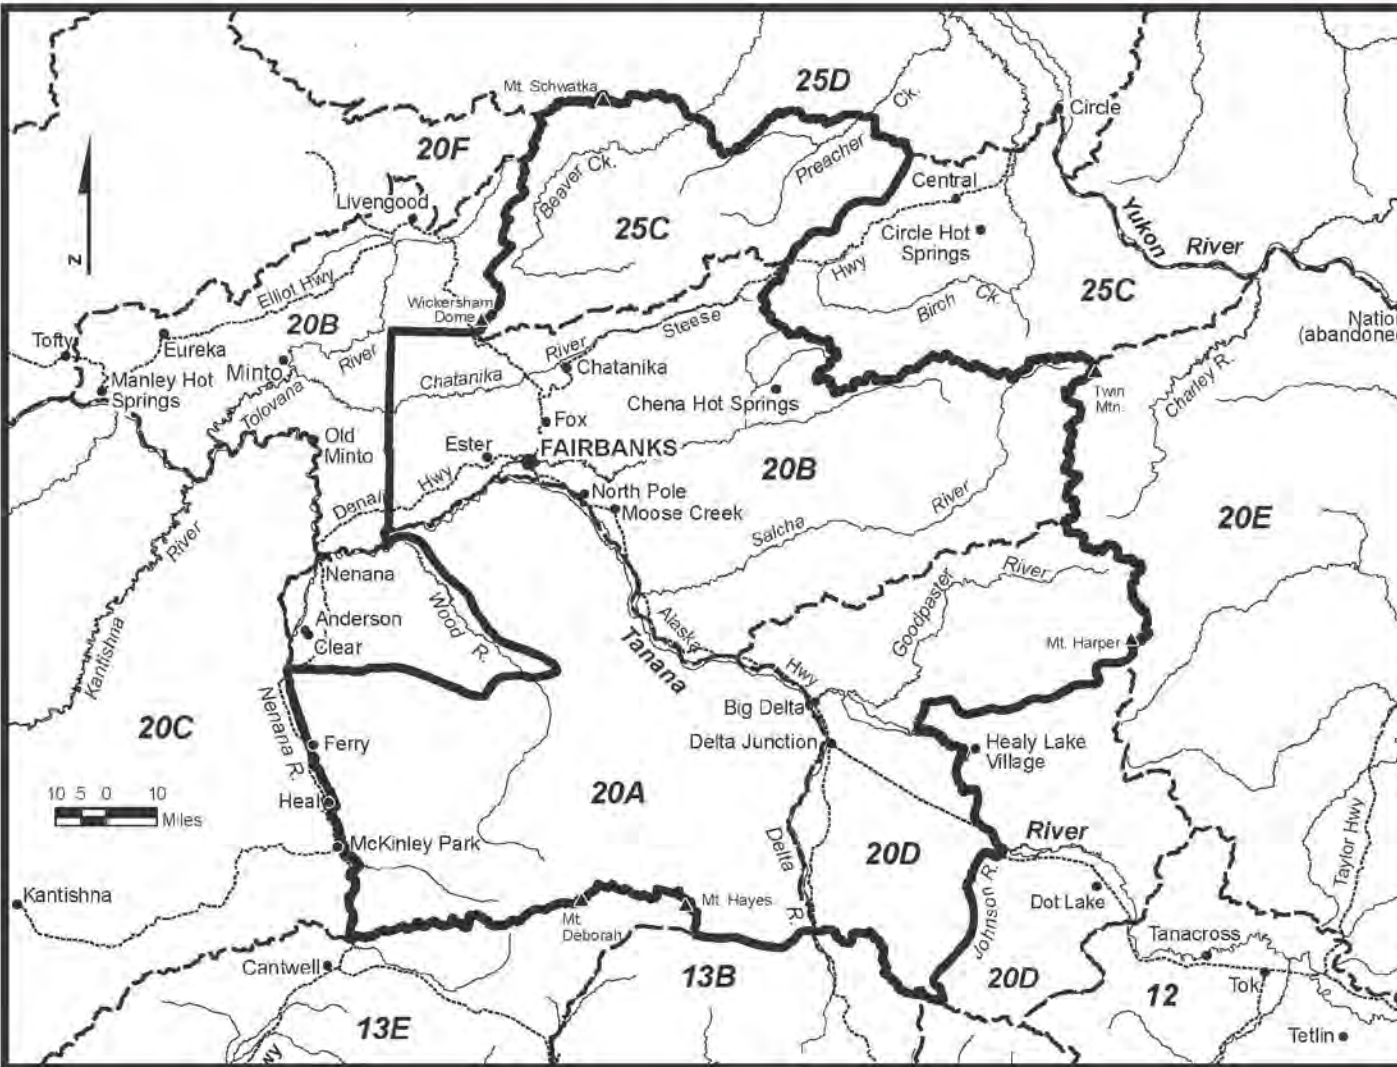 25D
Mt. Schwatka
Ck.
Circle
20F
Beaver Ck.
Preacher
Central
Livengood
25C
Yukon
River
Circle Hot
Springs
Hwy
Elliot Hwy
Birch
Ck.
25C
N
Wickersham
Dome
20B
Steese
Natio
(abandone
Tofty
Eureka
River
River
Minto
Chatanika
Chatanika
Manley Hot
Springs
Twin
Mtn.
Charley R.
Tolovana
Chena Hot Springs
Fox
Old
Minto
Ester
FAIRBANKS
20B
Hwy
Denali
North Pole
Moose Creek
River
20E
Salcha
River
Nenana
River
Goodpaster
Wood
R.
Anderson
Clear
Alaska
Tanana
Mt. Harper
Kantishna
Hwy
Nenana R.
20C
Big Delta
Ferry
Delta Junction
Healy Lake
Village
10 5 0 10
Miles
Heal
20A
River
Taylor Hwy
McKinley Park
Delta
R.
20D
Johnson R.
Kantishna
Dot Lake
Mt. Hayes
Mt.
Deborah
Tanacross
Cantwell
13B
20D
12
Tok
13E
Tetlin
wy